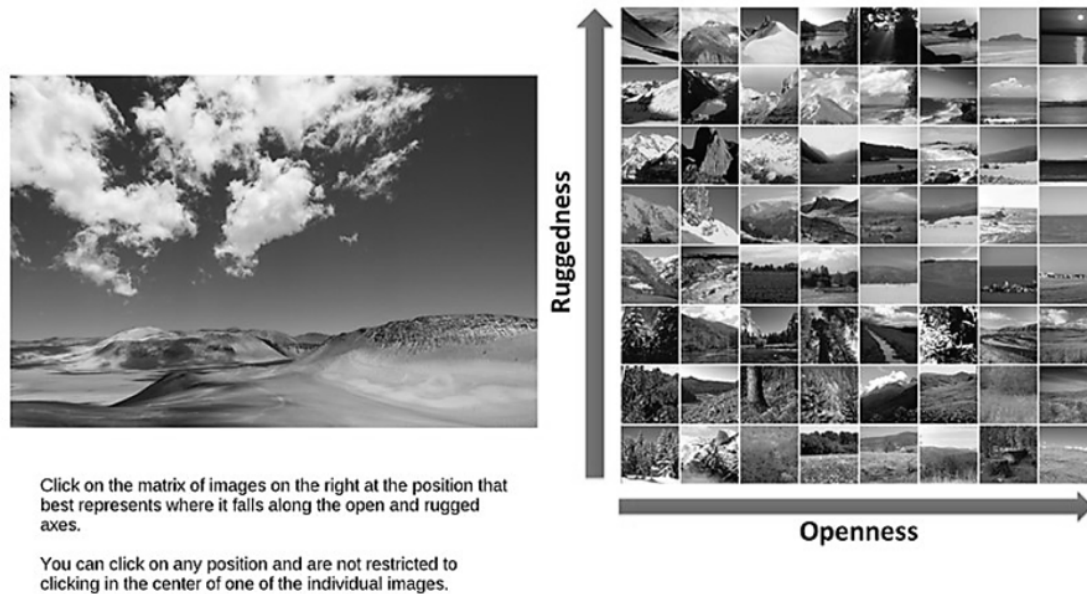 Click on the matrix of images on the right at the position that
best represents where it falls along the open and rugged
axes.
You can click on any position and are not restricted to
clicking in the center of one of the individual images.
Ruggedness
Openness